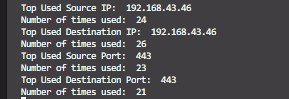 Top Used Source IP:  192.168.43.46
Number of times used:  24
Top Used Destination IP:  192.168.43.46
Number of times used:  26
Top Used Source Port:  443
Number of times used:  23
Top Used Destination Port:  443
Number of times used:  21